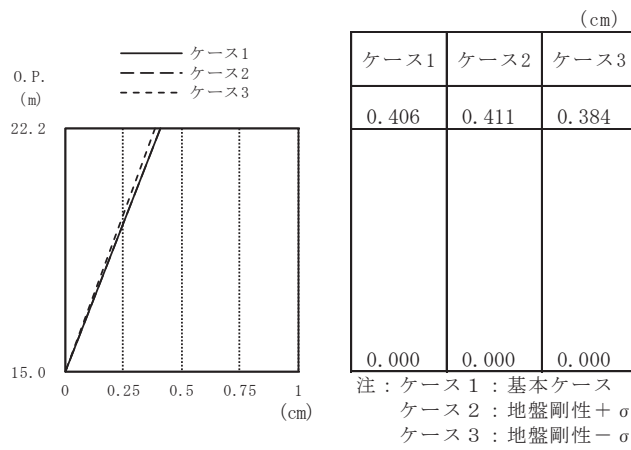 (cm)
ケース1 ケース2 ケース3
0.406 0.411 0.384
0.000 0.000 0.000
O.P.
(m)
ケース1
ケース2
ケース3
22.2
15.0
0 0.25 0.5 0.75 1
(cm)
注：ケース１：基本ケース
ケース２：地盤剛性＋σ
ケース３：地盤剛性－σ